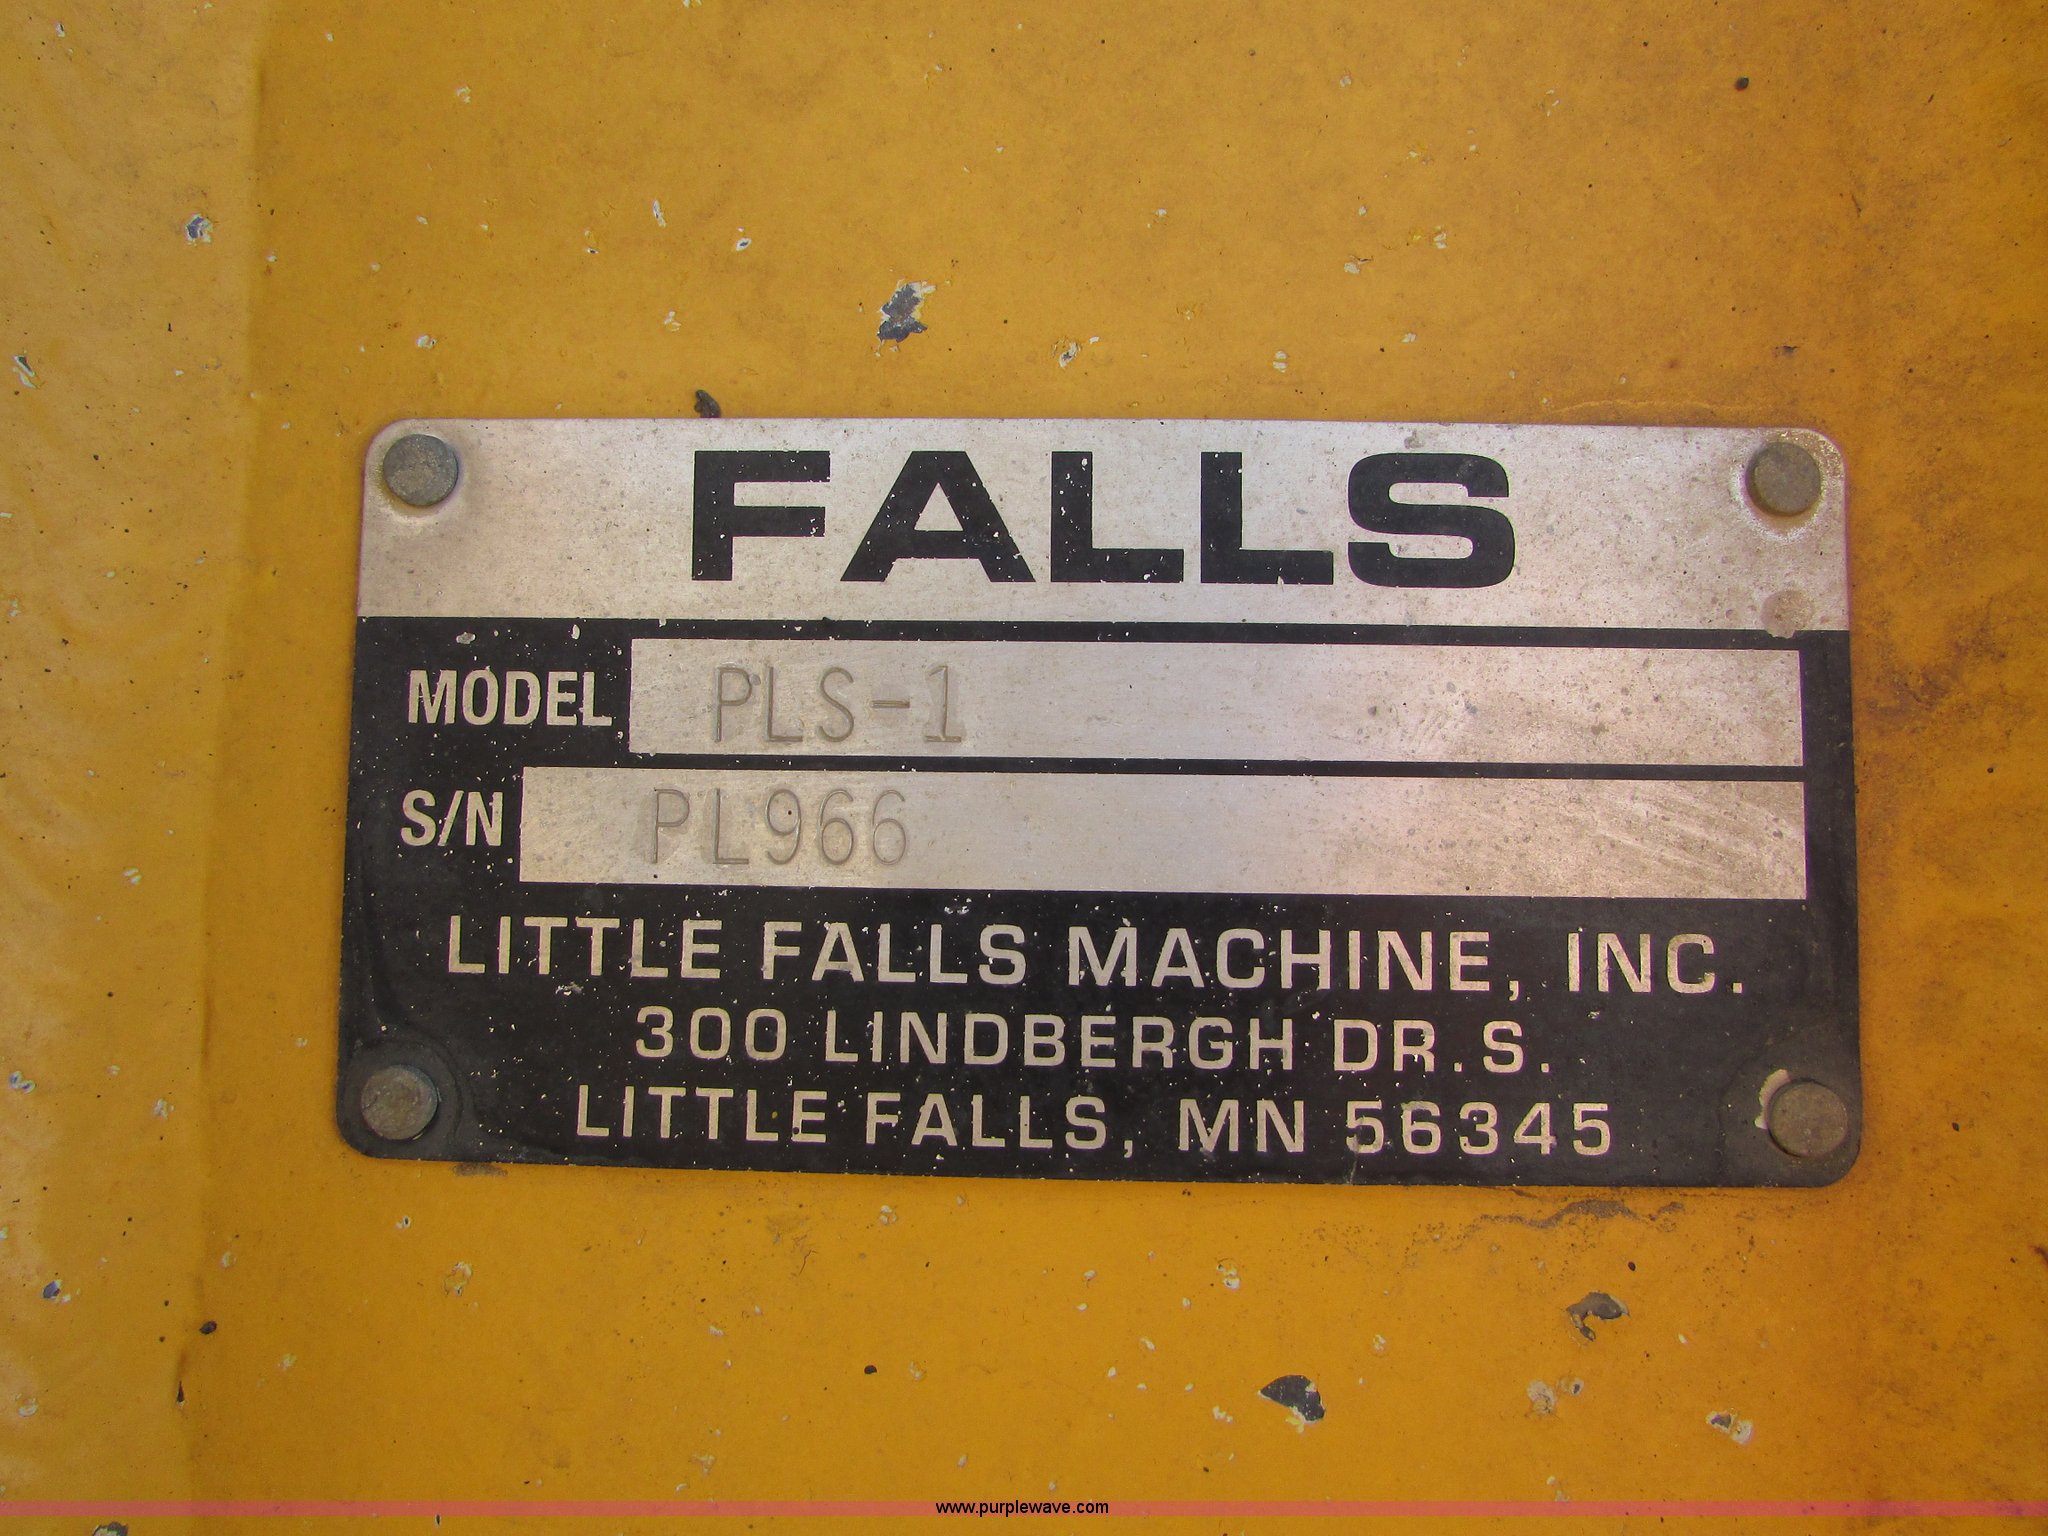 FALLS
MODEL PLS-1
S/N PL966
LITTLE FALLS MACHINE, INC.
300 LINDBERGH DR. S.
LITTLE FALLS, MN 56345
www.purplewave.com